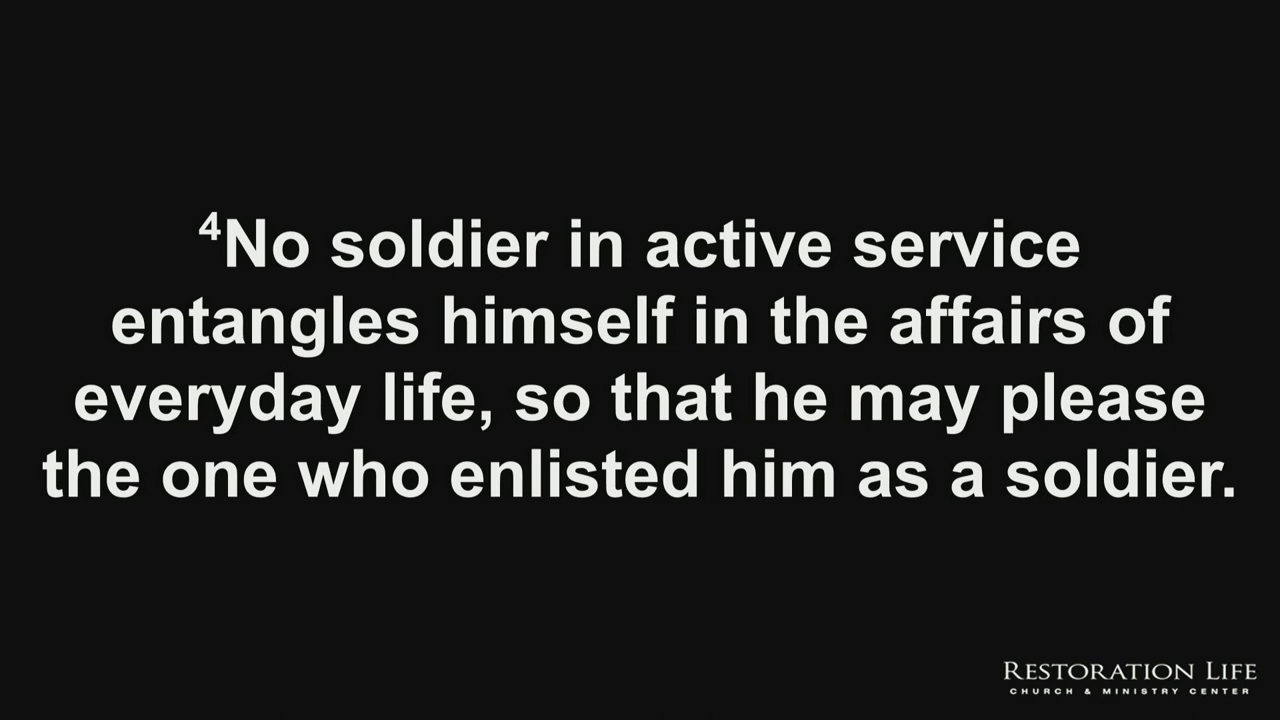 ⁴No soldier in active service
entangles himself in the affairs of
everyday life, so that he may please
the one who enlisted him as a soldier.
RESTORATION LIFE
CHURCH & MINISTRY CENTER